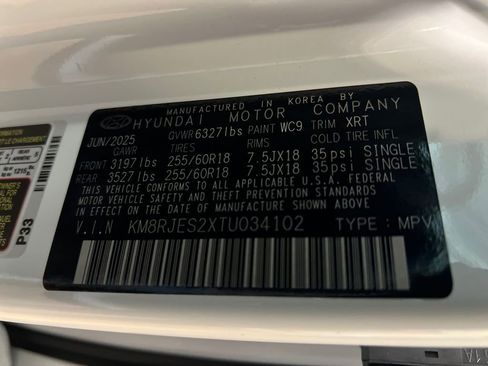 MANUFACTURED IN KOREA BY
HYUNDAI MOTOR COMPANY
JUN/2025 GVWR 6327lbs PAINT WC9 TRIM XRT
GAWR TIRES RIMS COLD TIRE INFL
FRONT 3197lbs 255/60R18 7.5JX18 35psi SINGLE
REAR 3527lbs 255/60R18 7.5JX18 35psi SINGLE
THIS VEHICLE CONFORMS TO ALL APPLICABLE U.S.A. FEDERAL
MOTOR VEHICLE SAFETY AND THEFT PREVENTION STANDARDS
IN EFFECT ON THE DATE OF MANUFACTURE SHOWN ABOVE.
V.I.N KM8RJES2XTU034102 TYPE : MPV
P33